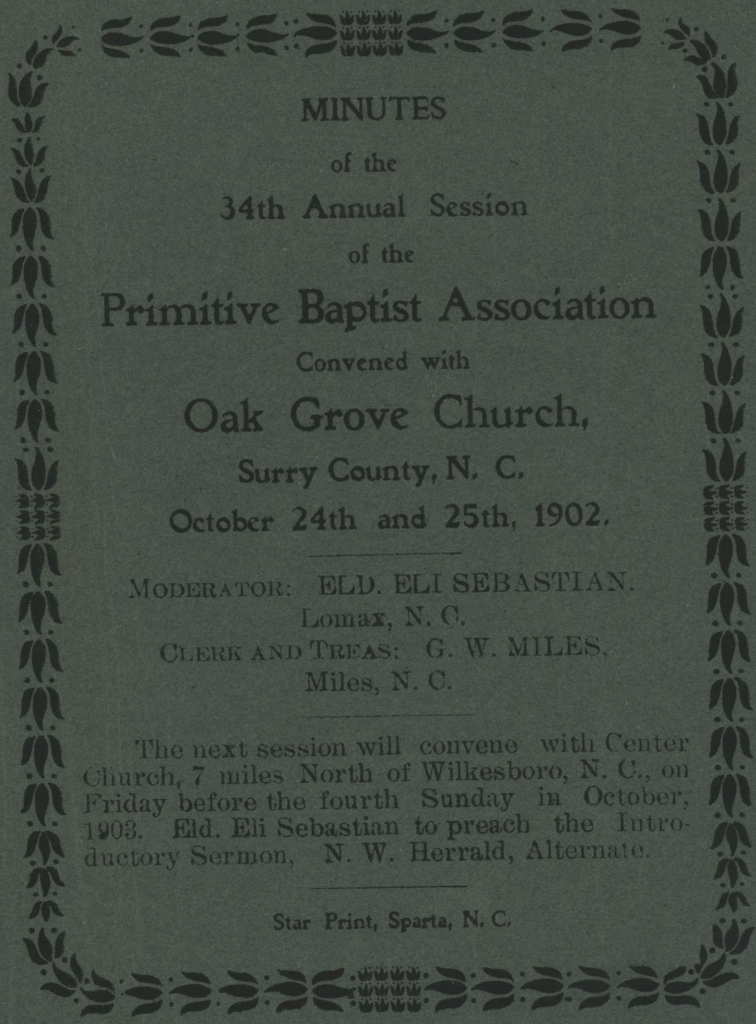 MINUTES
of the
34th Annual Session
of the
Primitive Baptist Association
Convened with
Oak Grove Church,
Surry County, N. C.
October 24th and 25th, 1902.
MODERATOR: ELD. ELI SEBASTIAN.
Lomax, N. C.
CLERK AND TREAS: G. W. MILES.
Miles, N. C.
The next session will convene with Center
Church, 7 miles North of Wilkesboro, N. C., on
Friday before the fourth Sunday in October,
1903. Eld. Eli Sebastian to preach the Intro-
ductory Sermon, N. W. Herrald, Alternate.
Star Print, Sparta, N. C.